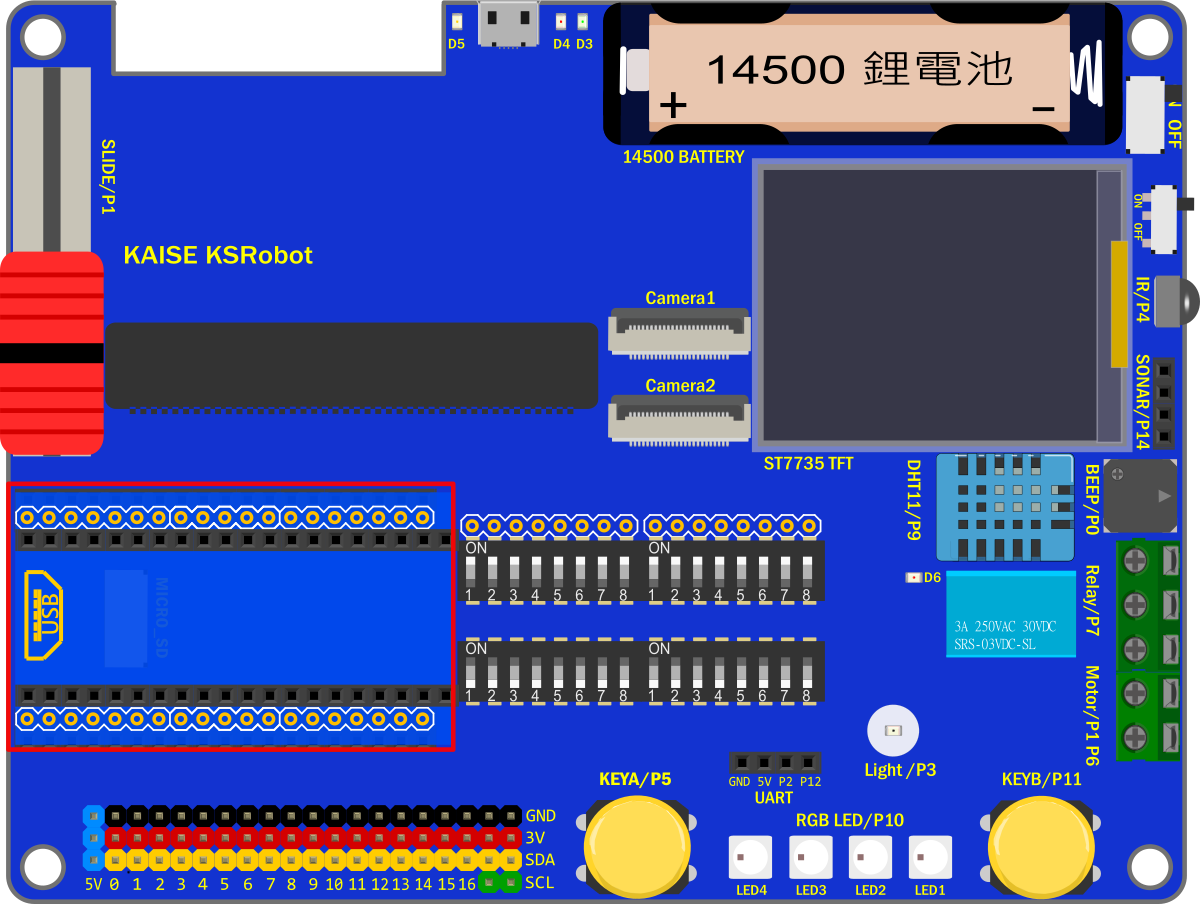 D5
D4 D3
14500 鋰電池
+ −
14500 BATTERY
OFF
SLIDE/P1
ON
OFF
KAISE KSRobot
IR/P4
Camera1
SONAR/P14
Camera2
ST7735 TFT
DHT11/P9
BEEP/P0
ON
1 2 3 4 5 6 7 8
ON
1 2 3 4 5 6 7 8
D6
Relay/P7
USB
MICRO_SD
3A 250VAC 30VDC
SRS-03VDC-SL
ON
1 2 3 4 5 6 7 8
ON
1 2 3 4 5 6 7 8
Motor/P1 P6
Light /P3
KEYA/P5
GND 5V P2 P12
UART
KEYB/P11
RGB LED/P10
GND
3V
SDA
SCL
5V 0 1 2 3 4 5 6 7 8 9 10 11 12 13 14 15 16
LED4 LED3 LED2 LED1